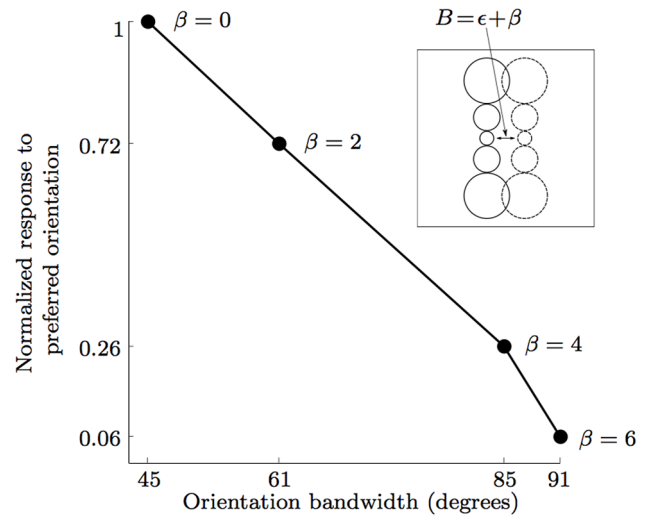 B=ϵ+β
1
β = 0
0.72
β = 2
Normalized response to
preferred orientation
0.26
β = 4
0.06
β = 6
45 61 85 91
Orientation bandwidth (degrees)